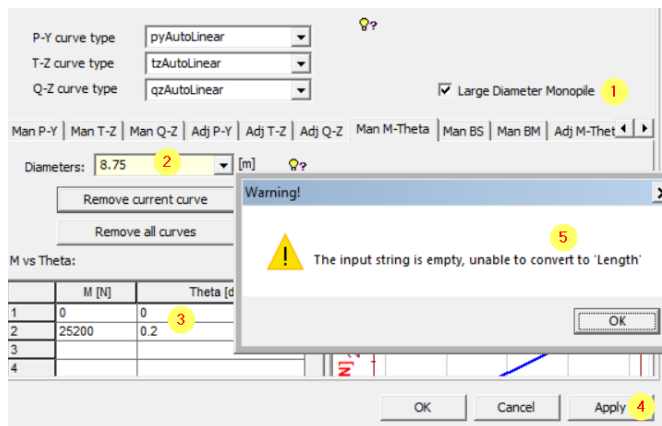 P-Y curve type pyAutoLinear ?
T-Z curve type tzAutoLinear
Q-Z curve type qzAutoLinear Large Diameter Monopile 1
Man P-Y Man T-Z Man Q-Z Adj P-Y Adj T-Z Adj Q-Z Man M-Theta Man BS Man BM Adj M-Thet
Diameters: 8.75 2 [m] ?
Remove current curve
Remove all curves
M vs Theta:
M [N] Theta [d
1 0 0
2 25200 0.2 3
3
4
Warning!
5
The input string is empty, unable to convert to 'Length'
OK
N]
OK Cancel Apply 4